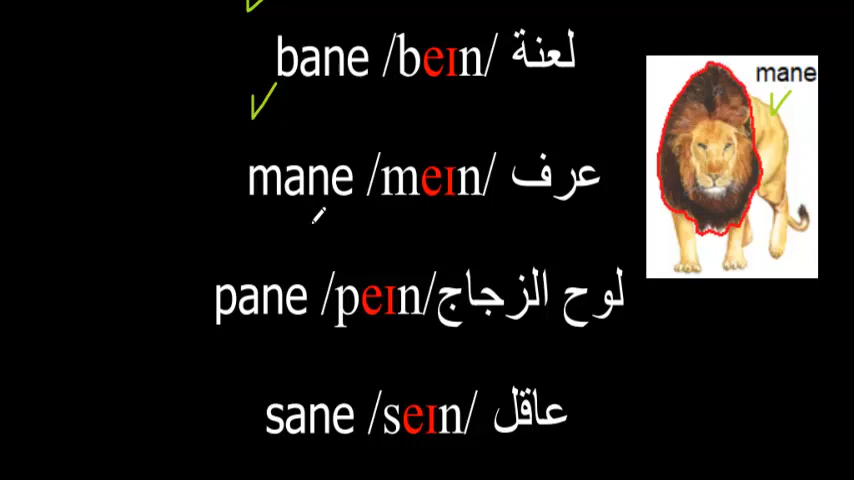 bane /beɪn/ لعنة
mane
mane /meɪn/ عرف
pane /peɪn/ لوح الزجاج
sane /seɪn/ عاقل